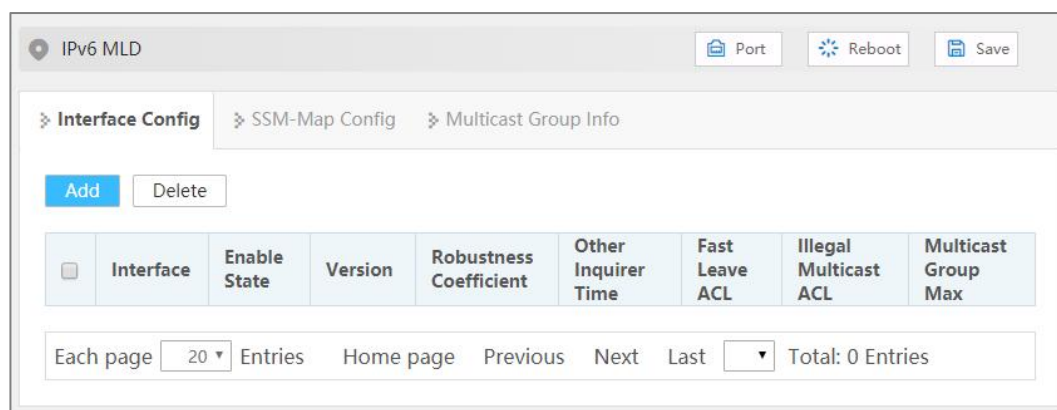 IPv6 MLD Port Reboot Save
Interface Config SSM-Map Config Multicast Group Info
Add Delete
Interface Enable State Version Robustness Coefficient Other Inquirer Time Fast Leave ACL Illegal Multicast ACL Multicast Group Max
Each page 20 Entries Home page Previous Next Last Total: 0 Entries